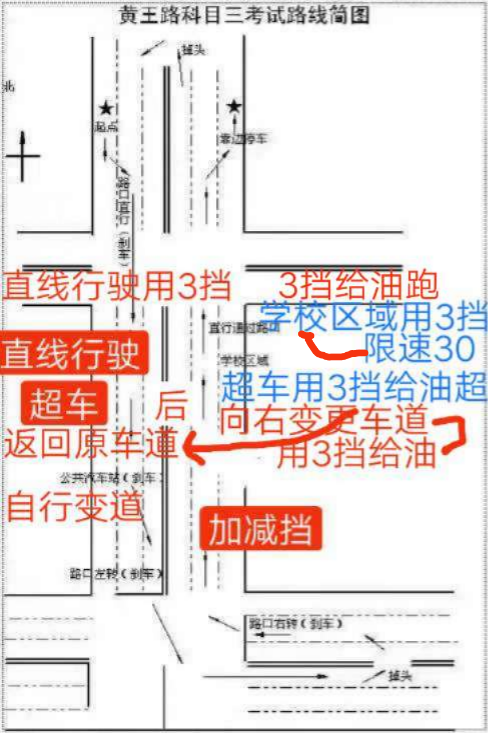 黄王路科目三考试路线简图
北
掉头
起点
靠边停车
路口直行（刹车）
直线行驶用3挡
3挡给油跑
直行通过路口
学校区域用3挡
限速30
直线行驶
学校区域
超车用3挡给油超
超车
后
向右变更车道
返回原车道
用3挡给油
公共汽车站（刹车）
自行变道
加减挡
路口左转（刹车）
路口右转（刹车）
掉头